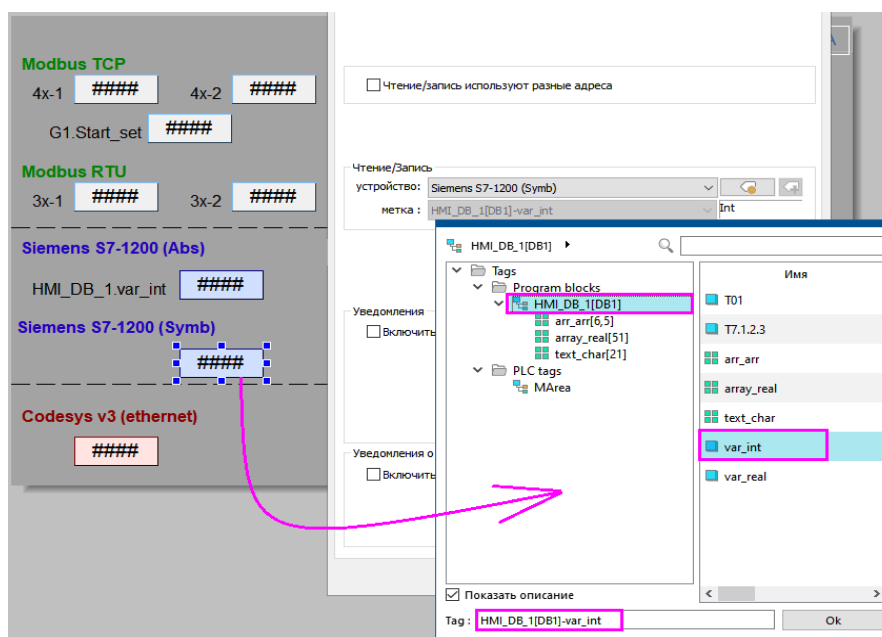 Modbus TCP
4x-1 #### 4x-2 ####
G1.Start_set ####
Modbus RTU
3x-1 #### 3x-2 ####
Siemens S7-1200 (Abs)
HMI_DB_1.var_int ####
Siemens S7-1200 (Symb)
####
Codesys v3 (ethernet)
####
Чтение/запись используют разные адреса
Чтение/Запись
устройство: Siemens S7-1200 (Symb)
метка : HMI_DB_1[DB1]-var_int Int
Уведомления
Включить
Уведомления о
Включить
HMI_DB_1[DB1]
Tags
Program blocks
HMI_DB_1[DB1]
arr_arr[6,5]
array_real[51]
text_char[21]
PLC tags
MArea
Имя
T01
T7.1.2.3
arr_arr
array_real
text_char
var_int
var_real
Показать описание
Tag : HMI_DB_1[DB1]-var_int Ok